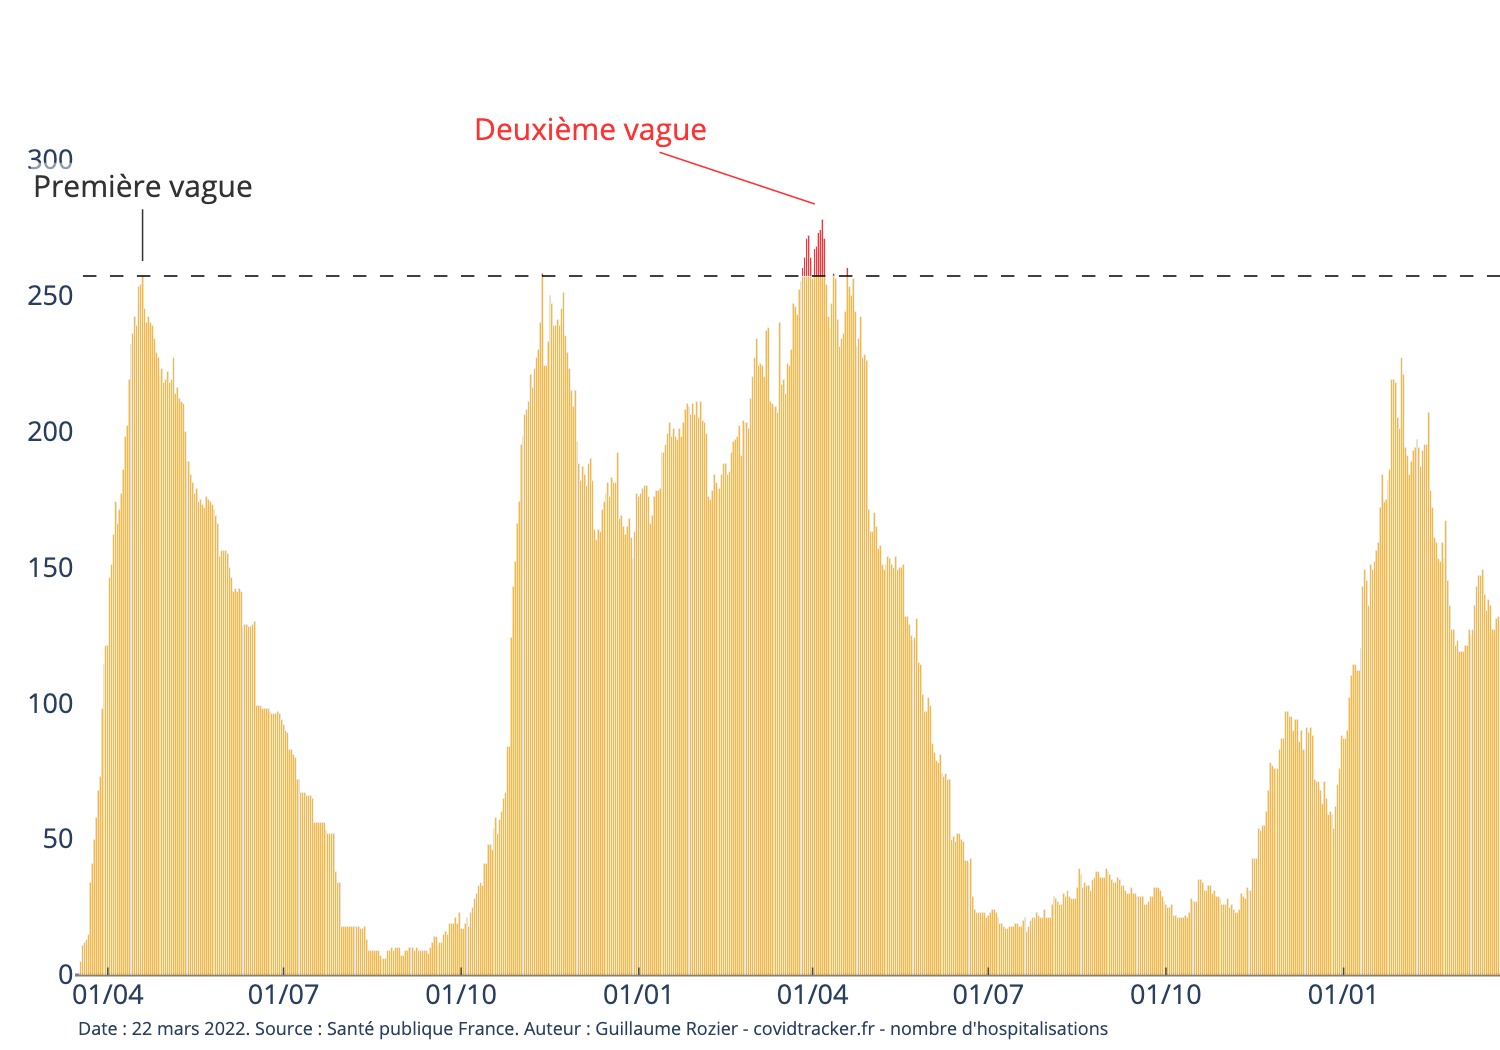 Deuxième vague
300
Première vague
250
200
150
100
50
0
01/04 01/07 01/10 01/01 01/04 01/07 01/10 01/01
Date : 22 mars 2022. Source : Santé publique France. Auteur : Guillaume Rozier - covidtracker.fr - nombre d'hospitalisations